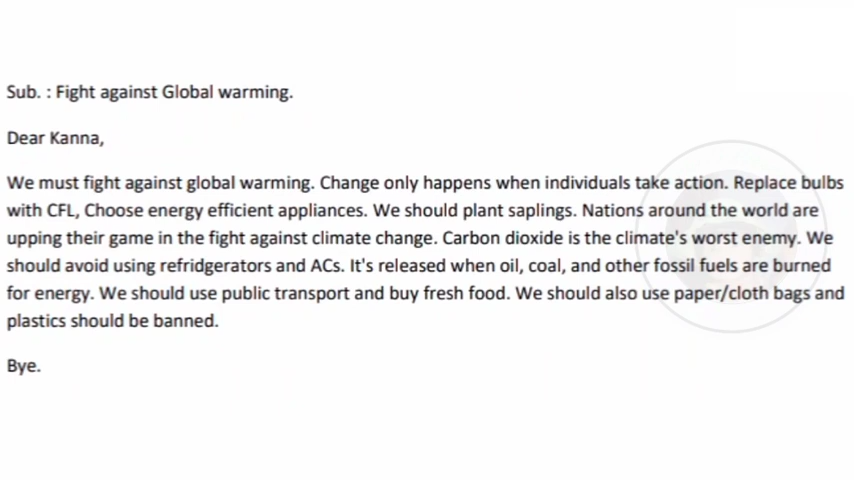 Sub. : Fight against Global warming.
Dear Kanna,
We must fight against global warming. Change only happens when individuals take action. Replace bulbs
with CFL, Choose energy efficient appliances. We should plant saplings. Nations around the world are
upping their game in the fight against climate change. Carbon dioxide is the climate's worst enemy. We
should avoid using refridgerators and ACs. It's released when oil, coal, and other fossil fuels are burned
for energy. We should use public transport and buy fresh food. We should also use paper/cloth bags and
plastics should be banned.
Bye.